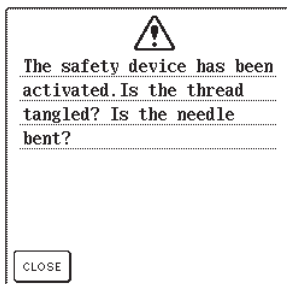 The safety device has been
activated. Is the thread
tangled? Is the needle
bent?
CLOSE